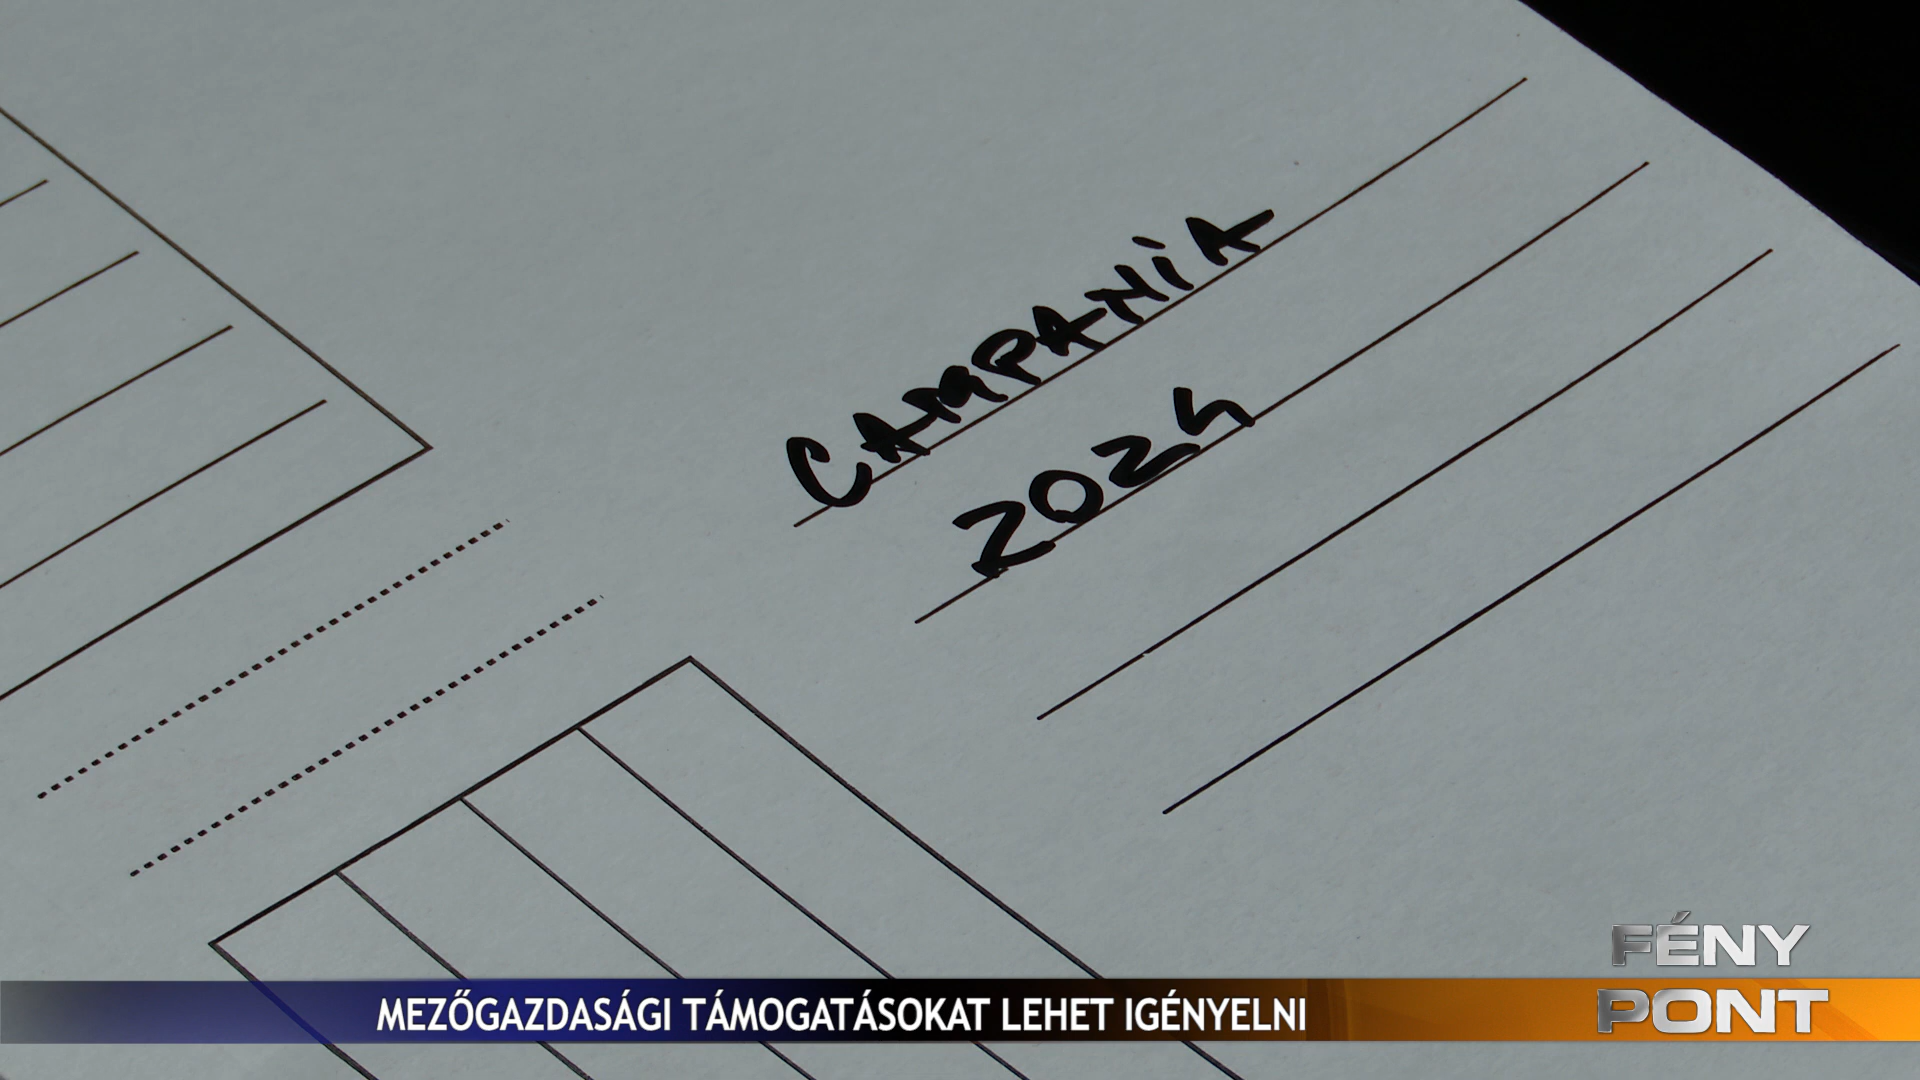 CAMPANiA
2024
FÉNY
PONT
MEZŐGAZDASÁGI TÁMOGATÁSOKAT LEHET IGÉNYELNI